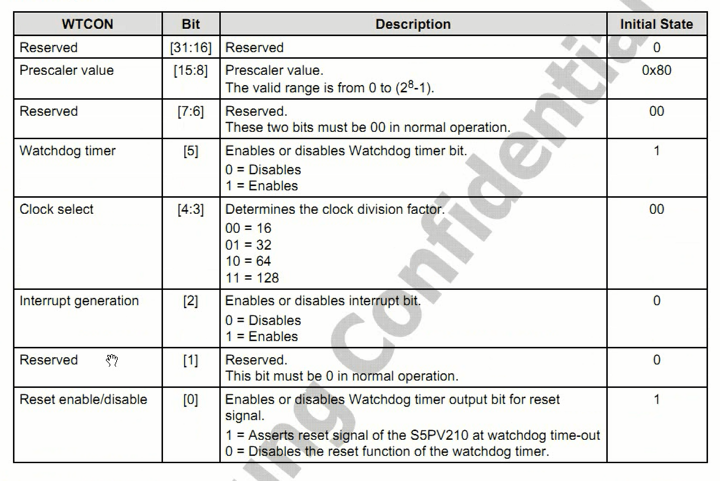 WTCON Bit Description Initial State
Reserved [31:16] Reserved 0
Prescaler value [15:8] Prescaler value. 0x80
The valid range is from 0 to (2⁸-1).
Reserved [7:6] Reserved. 00
These two bits must be 00 in normal operation.
Watchdog timer [5] Enables or disables Watchdog timer bit. 1
0 = Disables
1 = Enables
Clock select [4:3] Determines the clock division factor. 00
00 = 16
01 = 32
10 = 64
11 = 128
Interrupt generation [2] Enables or disables interrupt bit. 0
0 = Disables
1 = Enables
Reserved [1] Reserved. 0
This bit must be 0 in normal operation.
Reset enable/disable [0] Enables or disables Watchdog timer output bit for reset 1
signal.
1 = Asserts reset signal of the S5PV210 at watchdog time-out
0 = Disables the reset function of the watchdog timer.
ung Confidential